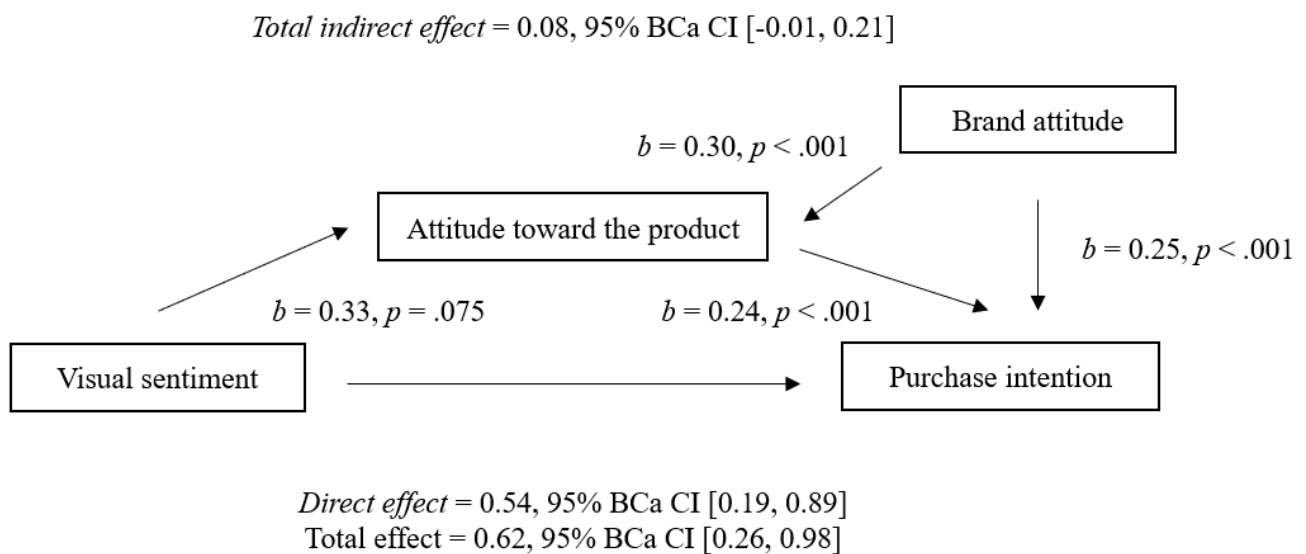 Total indirect effect = 0.08, 95% BCa CI [-0.01, 0.21]
Brand attitude
b = 0.30, p < .001
Attitude toward the product
b = 0.25, p < .001
b = 0.33, p = .075
b = 0.24, p < .001
Visual sentiment
Purchase intention
Direct effect = 0.54, 95% BCa CI [0.19, 0.89]
Total effect = 0.62, 95% BCa CI [0.26, 0.98]